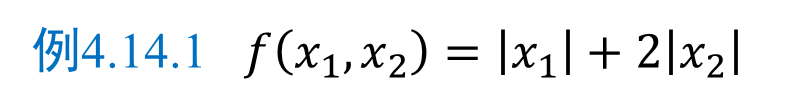 例4.14.1 f(x₁, x₂) = |x₁| + 2|x₂|